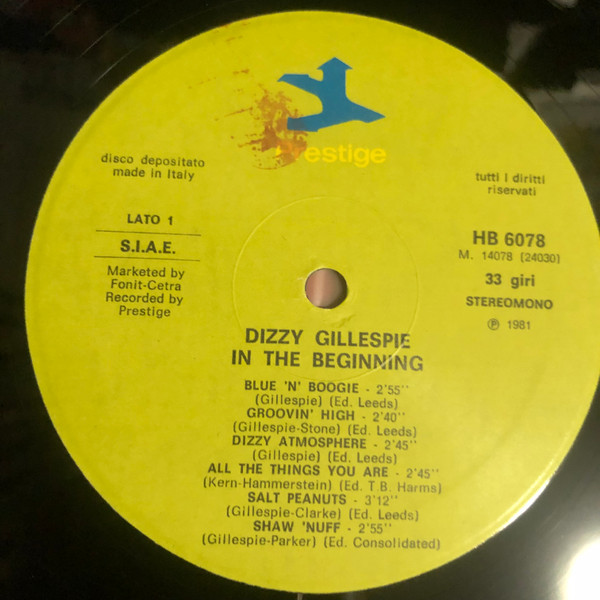 estige
disco depositato
made in Italy
tutti i diritti
riservati
LATO 1
S.I.A.E.
Marketed by
Fonit-Cetra
Recorded by
Prestige
HB 6078
M. 14078 (24030)
33 giri
STEREOMONO
℗ 1981
DIZZY GILLESPIE
IN THE BEGINNING
BLUE 'N' BOOGIE - 2'55''
(Gillespie) (Ed. Leeds)
GROOVIN' HIGH - 2'40''
(Gillespie-Stone) (Ed. Leeds)
DIZZY ATMOSPHERE - 2'45''
(Gillespie) (Ed. Leeds)
ALL THE THINGS YOU ARE - 2'45''
(Kern-Hammerstein) (Ed. T.B. Harms)
SALT PEANUTS - 3'12''
(Gillespie-Clarke) (Ed. Leeds)
SHAW 'NUFF - 2'55''
(Gillespie-Parker) (Ed. Consolidated)